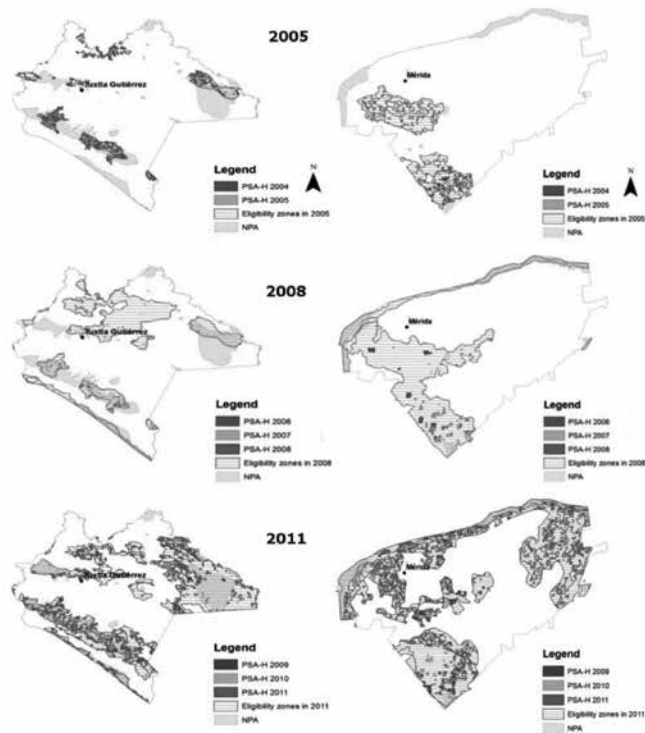 2005
Tuxtla Gutiérrez
Legend
PSA-H 2004
PSA-H 2005
Eligibility zones in 2005
NPA
N
Mérida
Legend
PSA-H 2004
PSA-H 2005
Eligibility zones in 2005
NPA
N
2008
Tuxtla Gutiérrez
Legend
PSA-H 2006
PSA-H 2007
PSA-H 2008
Eligibility zones in 2008
NPA
Mérida
Legend
PSA-H 2006
PSA-H 2007
PSA-H 2008
Eligibility zones in 2008
NPA
2011
Tuxtla Gutiérrez
Legend
PSA-H 2009
PSA-H 2010
PSA-H 2011
Eligibility zones in 2011
NPA
Mérida
Legend
PSA-H 2009
PSA-H 2010
PSA-H 2011
Eligibility zones in 2011
NPA